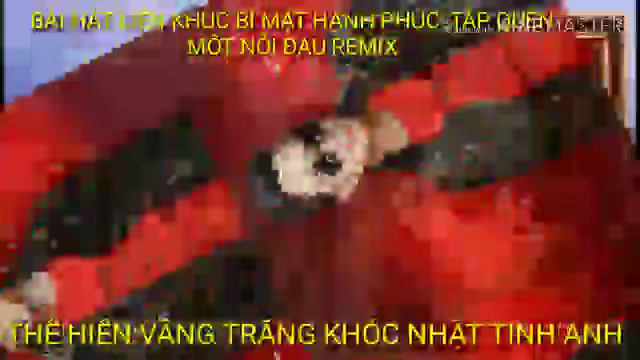 BÀI HÁT LIÊN KHÚC BÍ MẬT HẠNH PHÚC TẬP QUEN
MỘT NỖI ĐAU REMIX
THỂ HIỆN:VẦNG TRĂNG KHÓC NHẬT TINH ANH